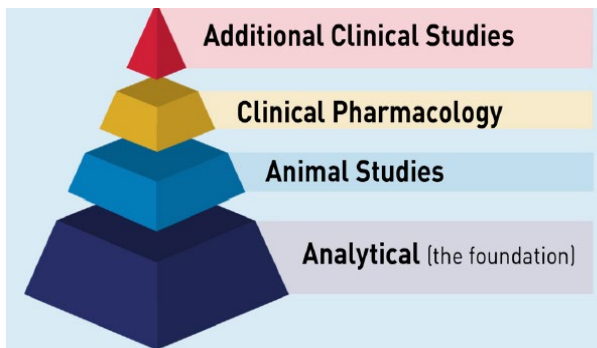 Additional Clinical Studies
Clinical Pharmacology
Animal Studies
Analytical (the foundation)